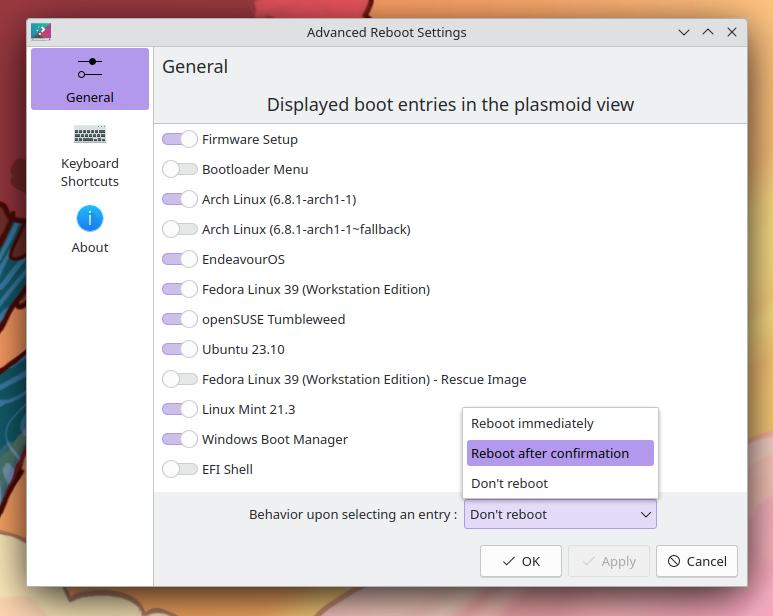 Advanced Reboot Settings
General
Keyboard
Shortcuts
About
General
Displayed boot entries in the plasmoid view
Firmware Setup
Bootloader Menu
Arch Linux (6.8.1-arch1-1)
Arch Linux (6.8.1-arch1-1~fallback)
EndeavourOS
Fedora Linux 39 (Workstation Edition)
openSUSE Tumbleweed
Ubuntu 23.10
Fedora Linux 39 (Workstation Edition) - Rescue Image
Linux Mint 21.3
Windows Boot Manager
EFI Shell
Reboot immediately
Reboot after confirmation
Don't reboot
Behavior upon selecting an entry : Don't reboot
OK Apply Cancel